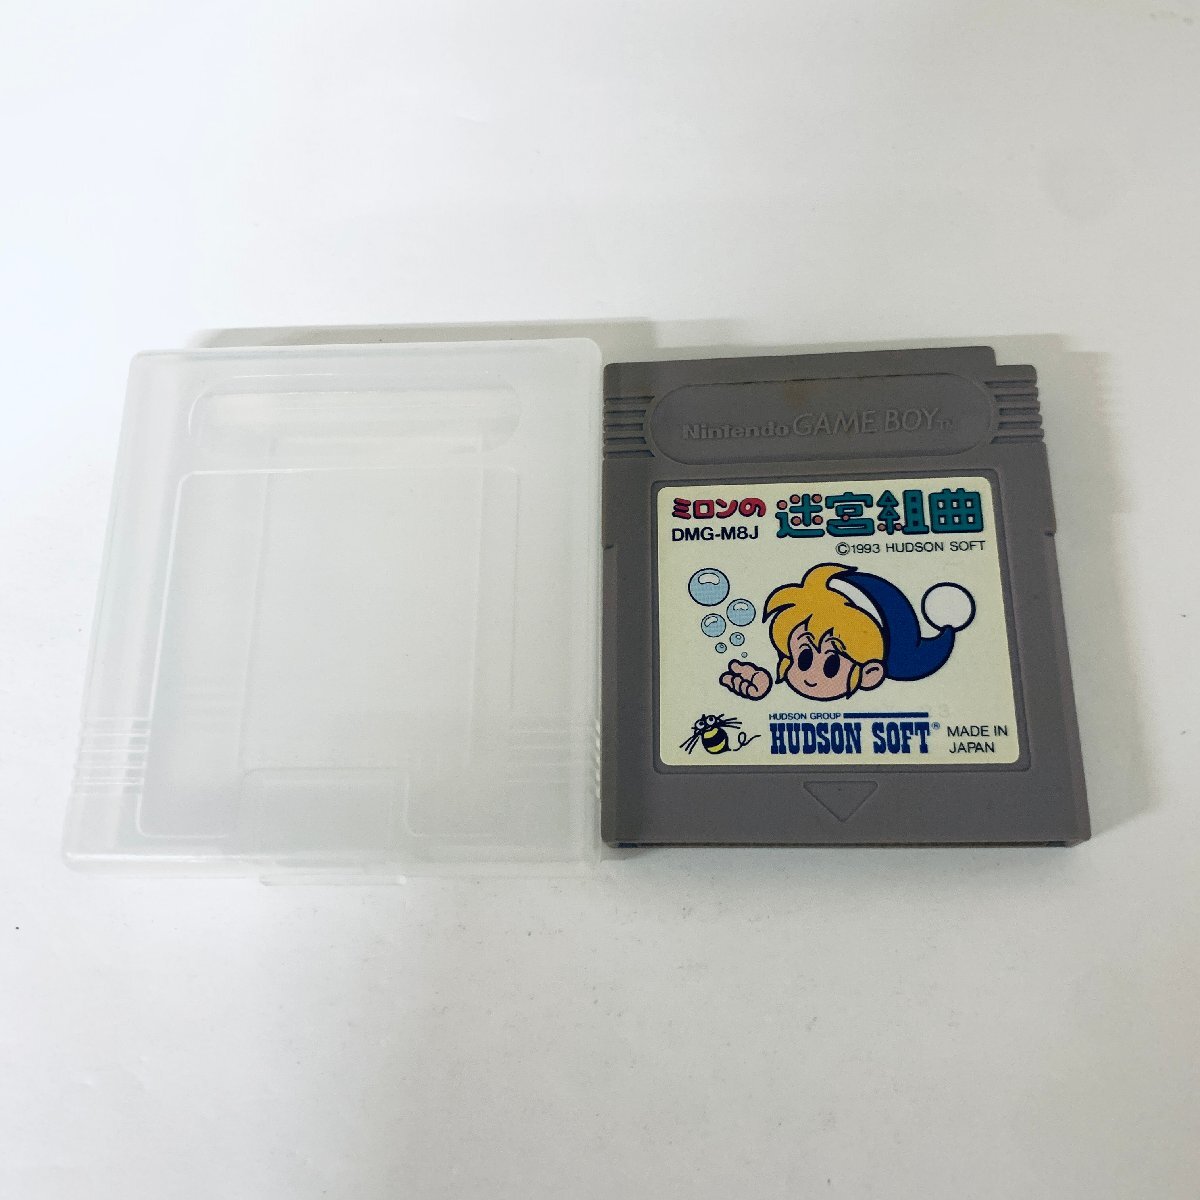 Nintendo GAME BOY TM
ミロンの 迷宮組曲
DMG-M8J
©1993 HUDSON SOFT
HUDSON GROUP
HUDSON SOFT®
MADE IN
JAPAN